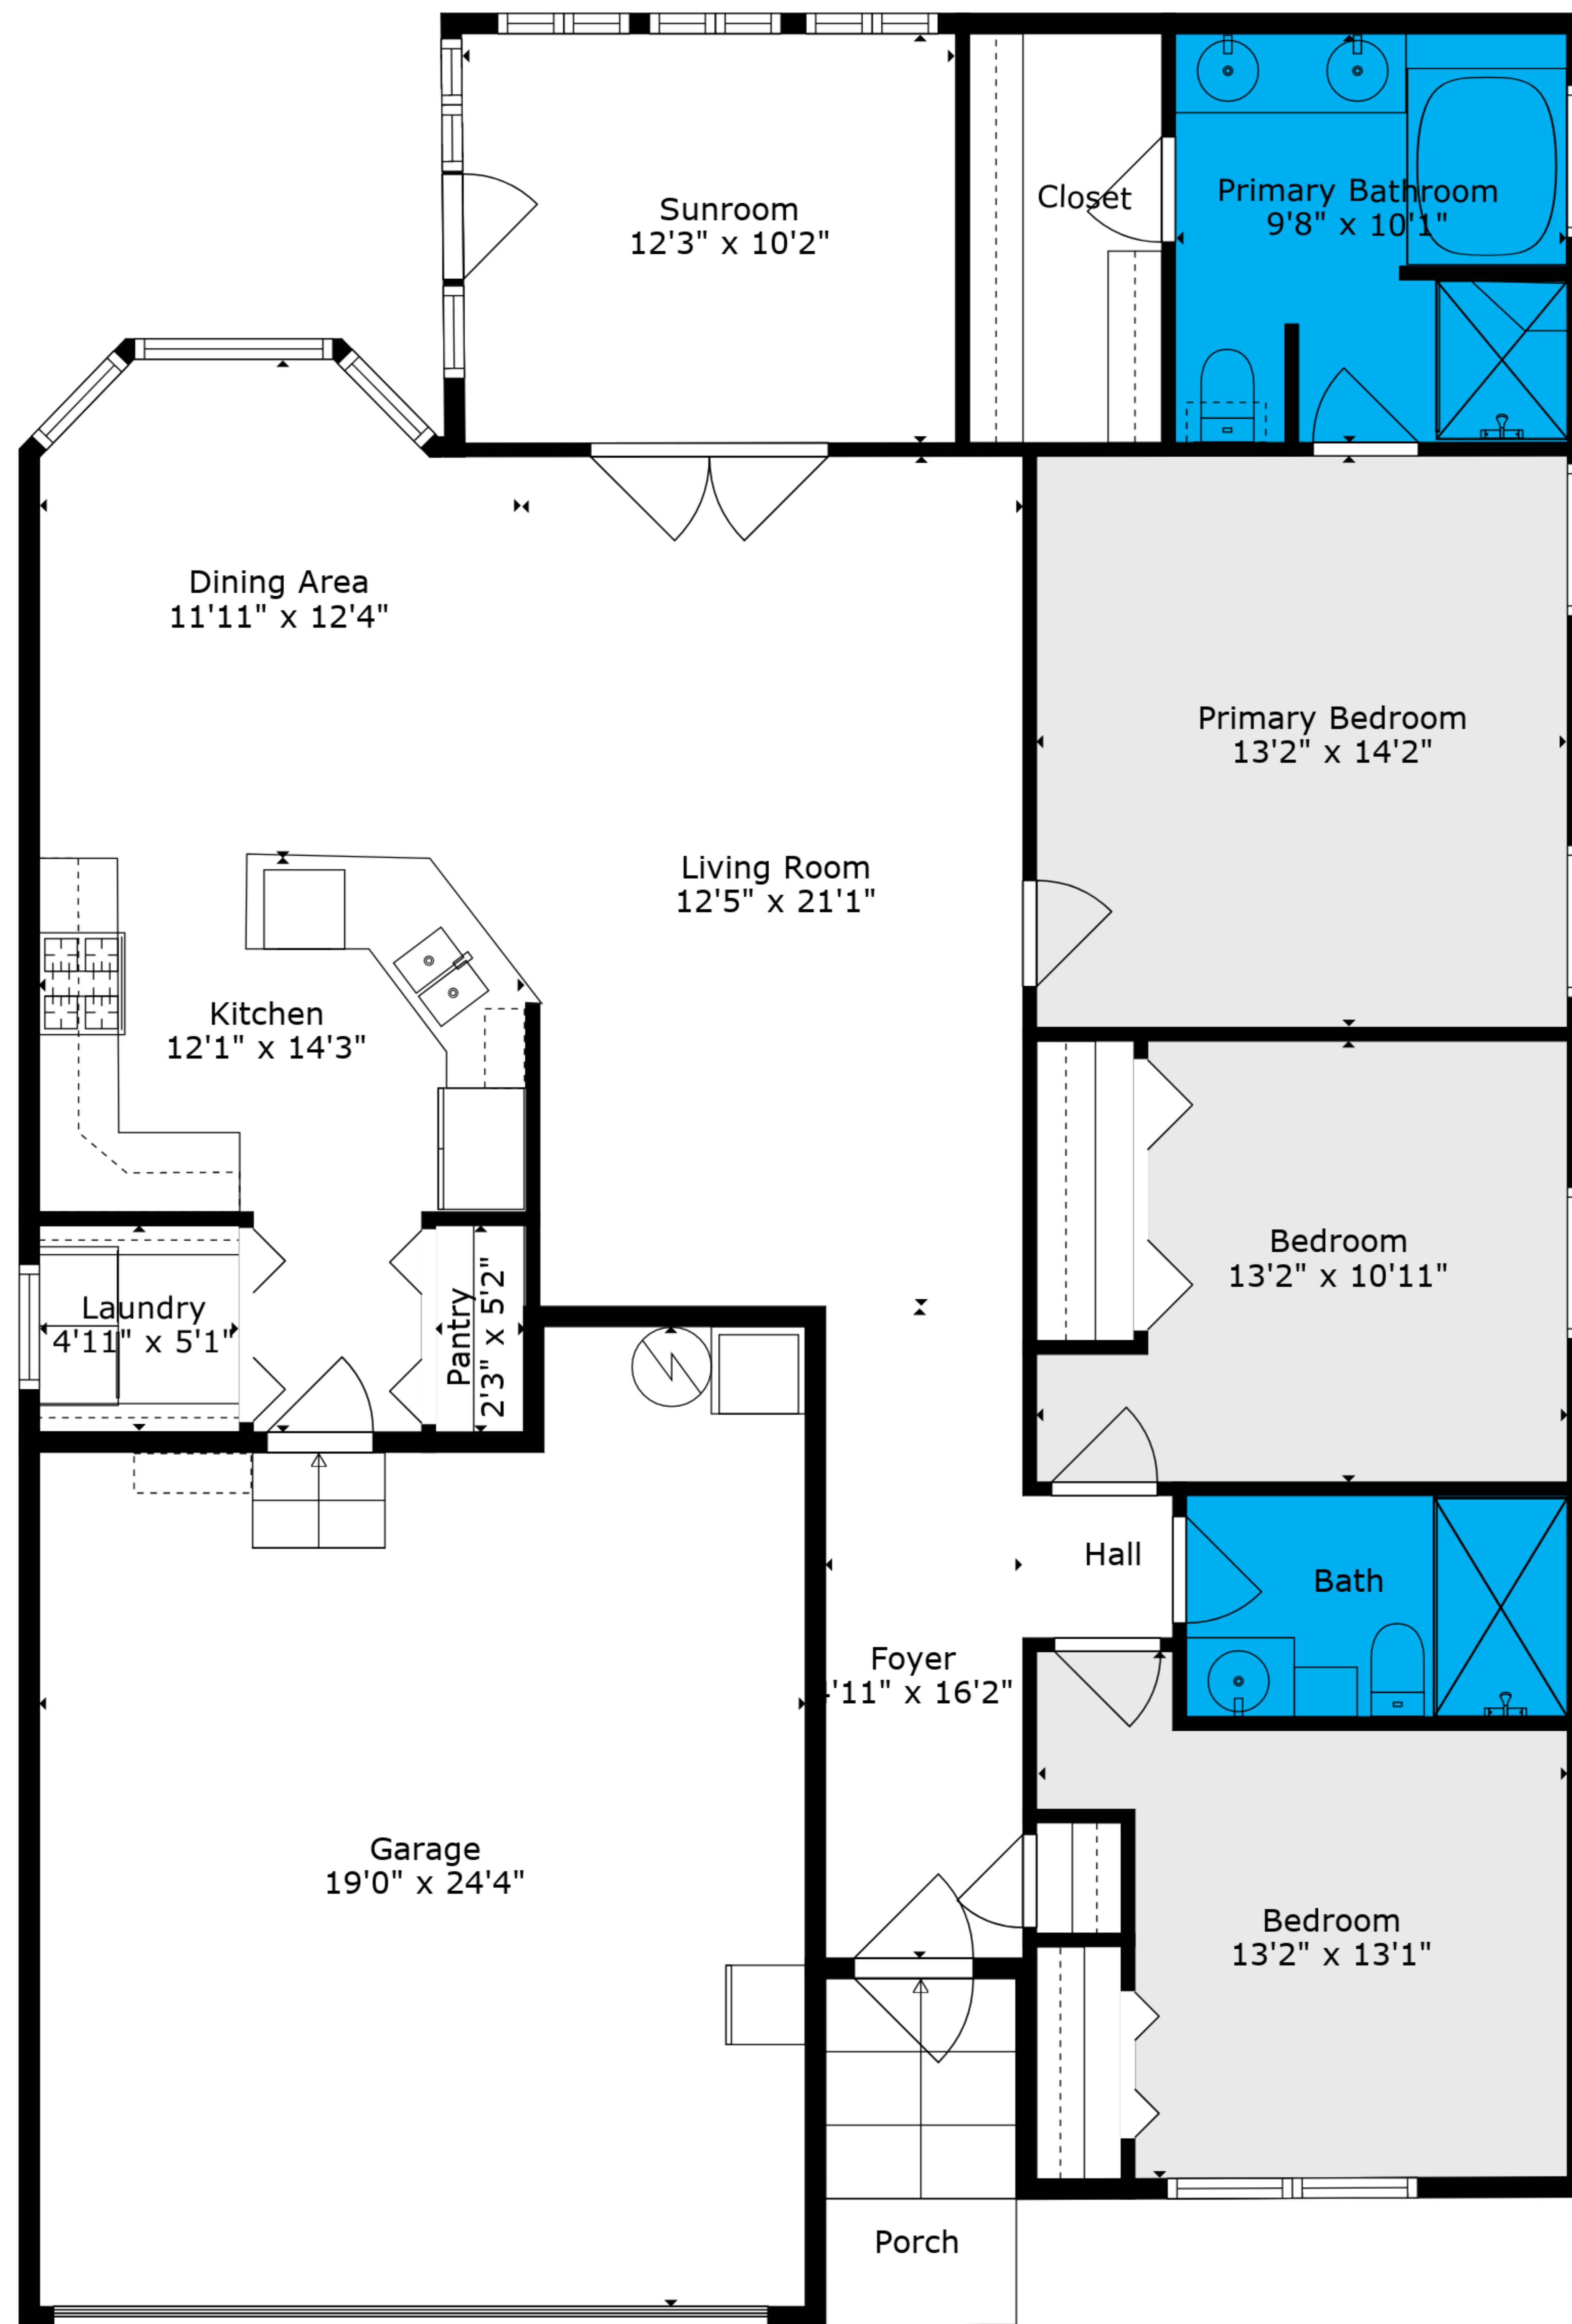 Sunroom
12'3" x 10'2"
Closet
Primary Bathroom
9'8" x 10'1"
Dining Area
11'11" x 12'4"
Primary Bedroom
13'2" x 14'2"
Living Room
12'5" x 21'1"
Kitchen
12'1" x 14'3"
Bedroom
13'2" x 10'11"
Laundry
4'11" x 5'1"
Pantry
2'3" x 5'2"
Hall
Bath
Foyer
'11" x 16'2"
Garage
19'0" x 24'4"
Bedroom
13'2" x 13'1"
Porch